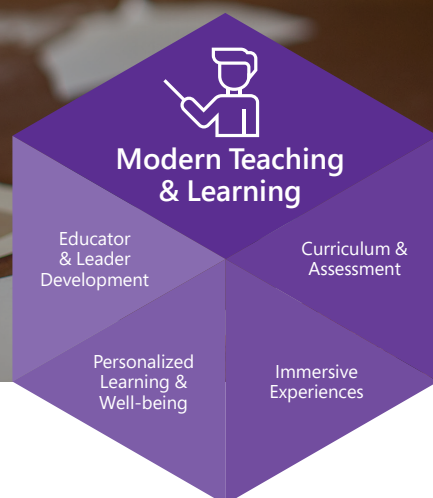 Modern Teaching
& Learning
Educator
& Leader
Development
Curriculum &
Assessment
Personalized
Learning &
Well-being
Immersive
Experiences